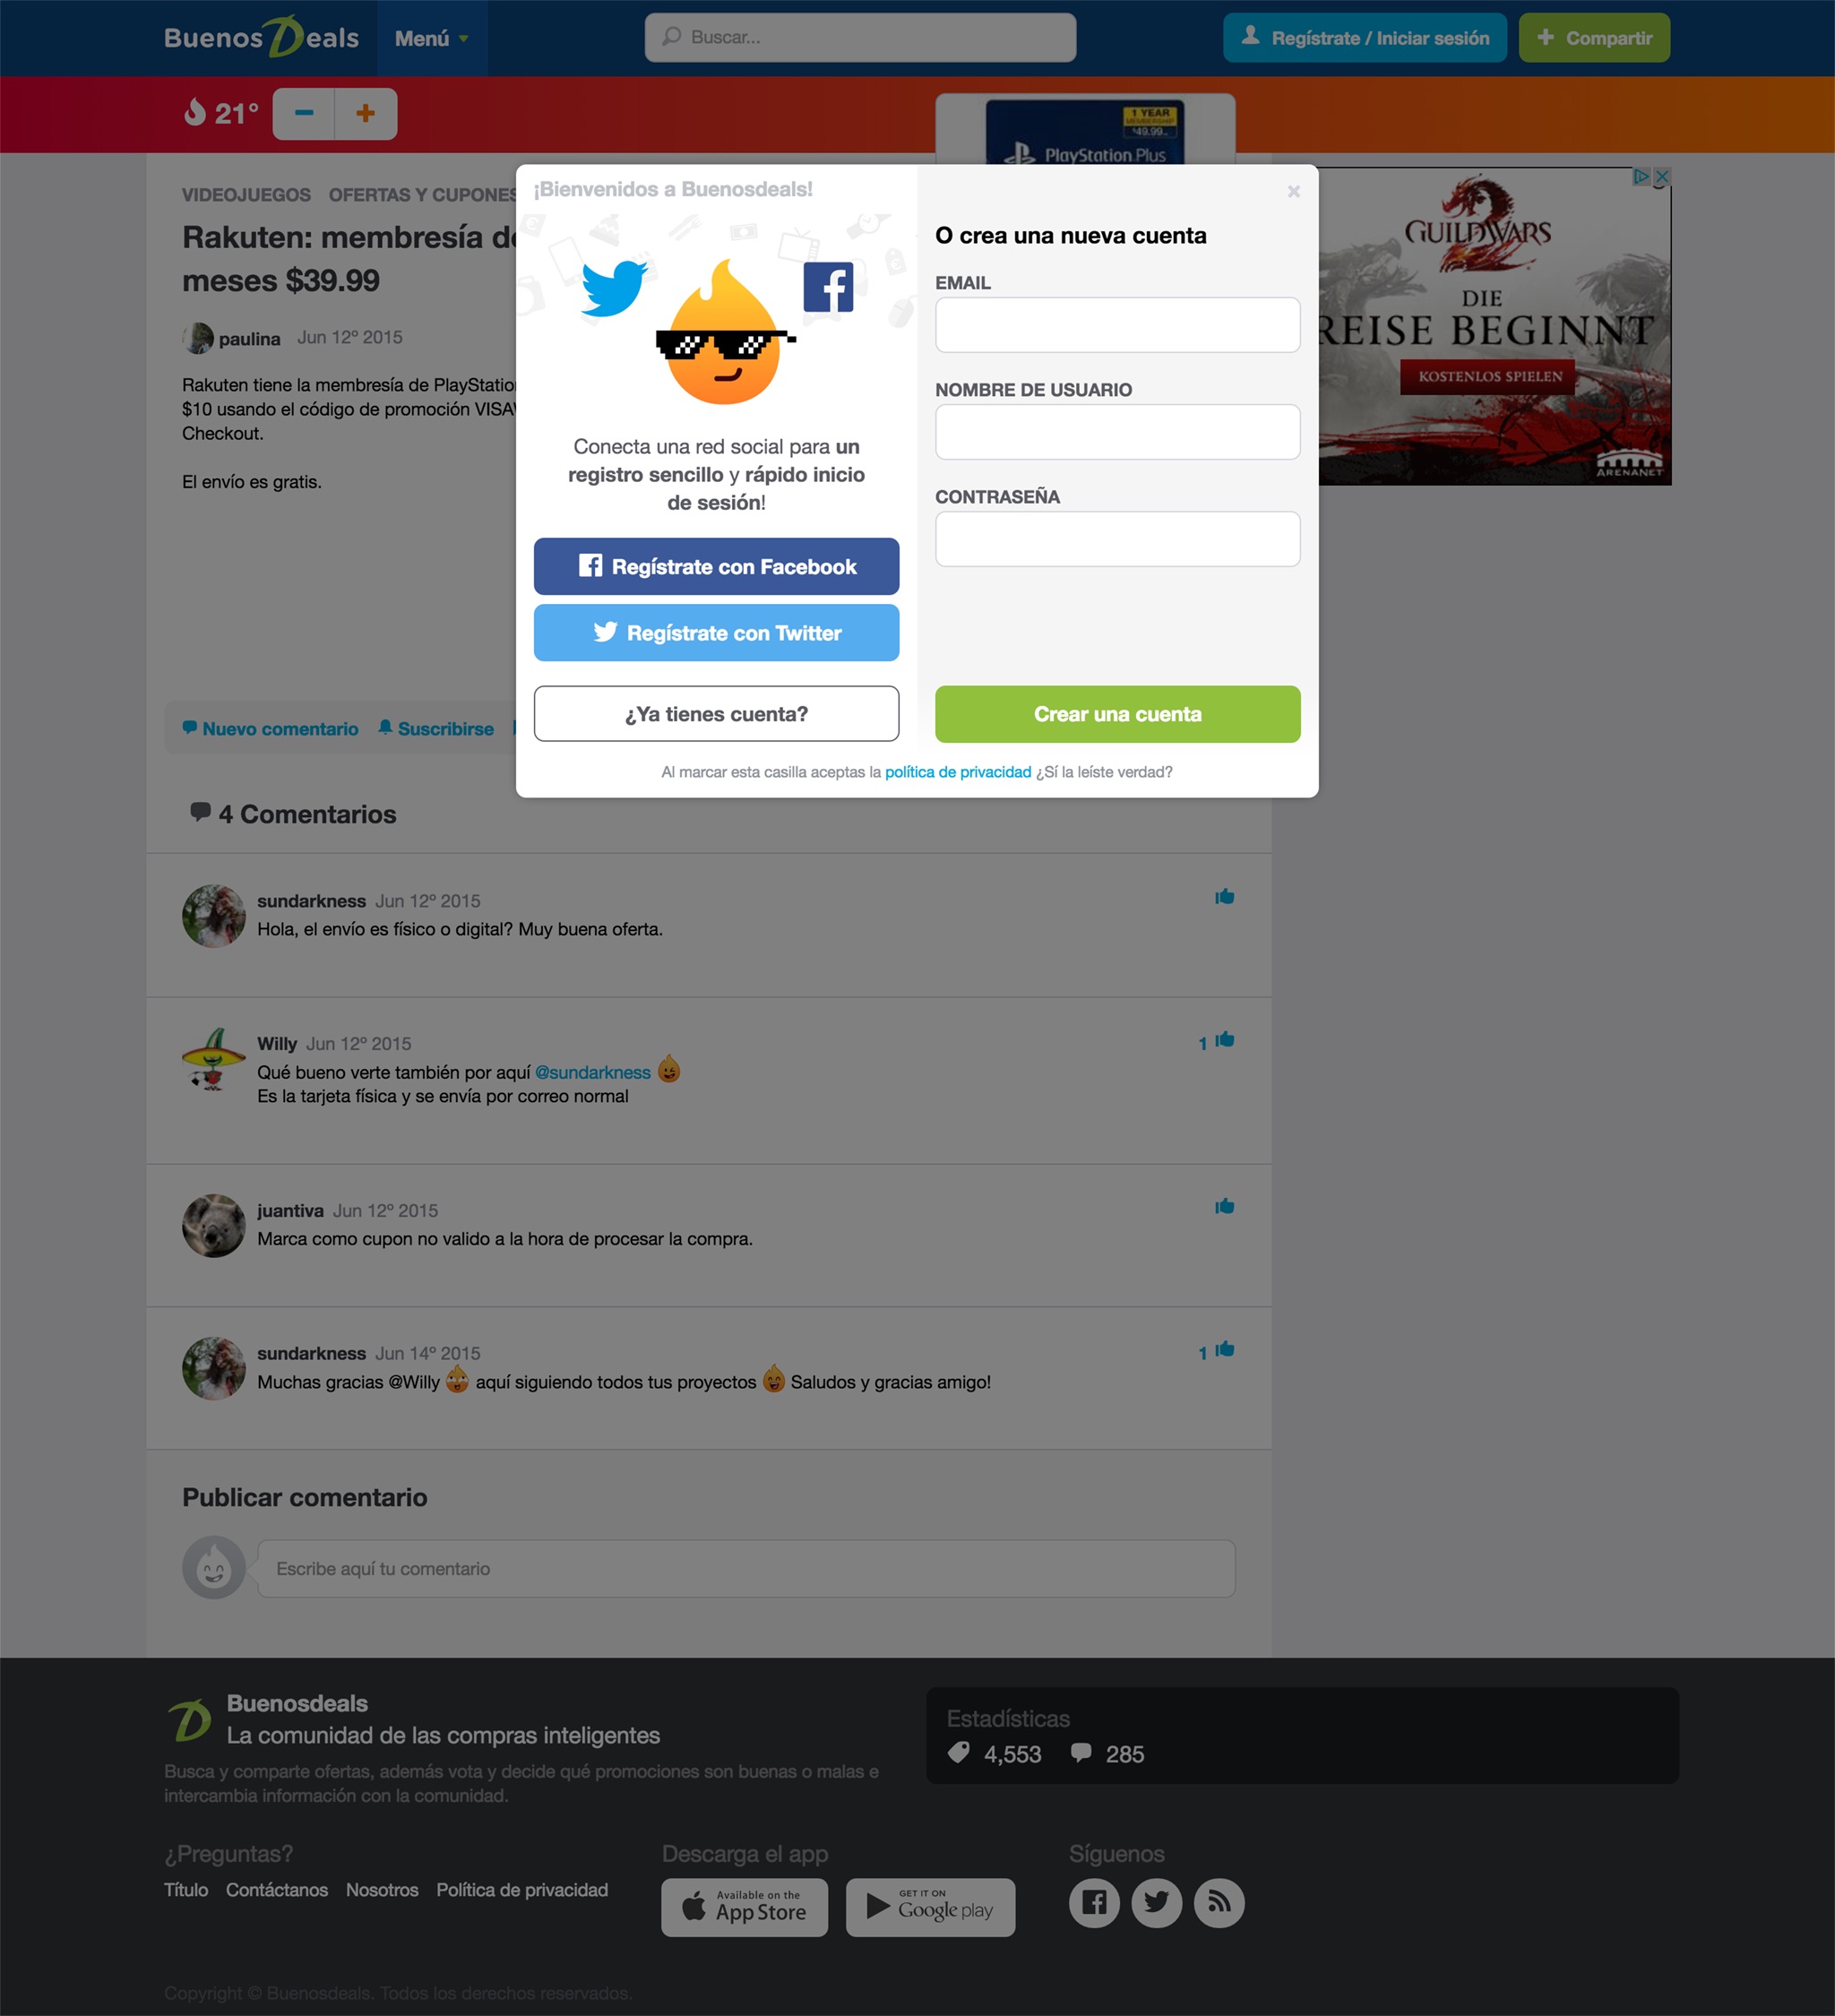 BuenosDeals
Menú
Buscar...
Regístrate / Iniciar sesión
Compartir
21°
1 YEAR
MEMBERSHIP
$49.99
PlayStation Plus
VIDEOJUEGOS OFERTAS Y CUPONES
Rakuten: membresía
meses $39.99
paulina Jun 12º 2015
Rakuten tiene la membresía de
$10 usando el código de promoción
Checkout.
El envío es gratis.
¡Bienvenidos a Buenosdeals!
Conecta una red social para un
registro sencillo y rápido inicio
de sesión!
Regístrate con Facebook
Regístrate con Twitter
¿Ya tienes cuenta?
O crea una nueva cuenta
EMAIL
NOMBRE DE USUARIO
CONTRASEÑA
Crear una cuenta
Al marcar esta casilla aceptas la política de privacidad ¿Sí la leíste verdad?
GUILDWARS
DIE
REISE BEGINNT
KOSTENLOS SPIELEN
ARENANET
Nuevo comentario Suscribirse
4 Comentarios
sundarkness Jun 12º 2015
Hola, el envío es físico o digital? Muy buena oferta.
Willy Jun 12º 2015
1
Qué bueno verte también por aquí @sundarkness
Es la tarjeta física y se envía por correo normal
juantiva Jun 12º 2015
Marca como cupon no valido a la hora de procesar la compra.
sundarkness Jun 14º 2015
1
Muchas gracias @Willy aquí siguiendo todos tus proyectos Saludos y gracias amigo!
Publicar comentario
Escribe aquí tu comentario
Buenosdeals
La comunidad de las compras inteligentes
Busca y comparte ofertas, además vota y decide qué promociones son buenas o malas e
intercambia información con la comunidad.
Estadísticas
4,553 285
¿Preguntas?
Título Contáctanos Nosotros Política de privacidad
Descarga el app
Available on the
App Store
GET IT ON
Google play
Síguenos
Copyright © Buenosdeals. Todos los derechos reservados.